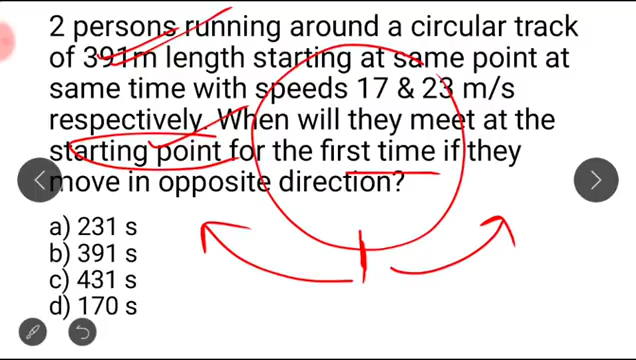 2 persons running around a circular track
of 391m length starting at same point at
same time with speeds 17 & 23 m/s
respectively. When will they meet at the
starting point for the first time if they
move in opposite direction?
a) 231 s
b) 391 s
c) 431 s
d) 170 s